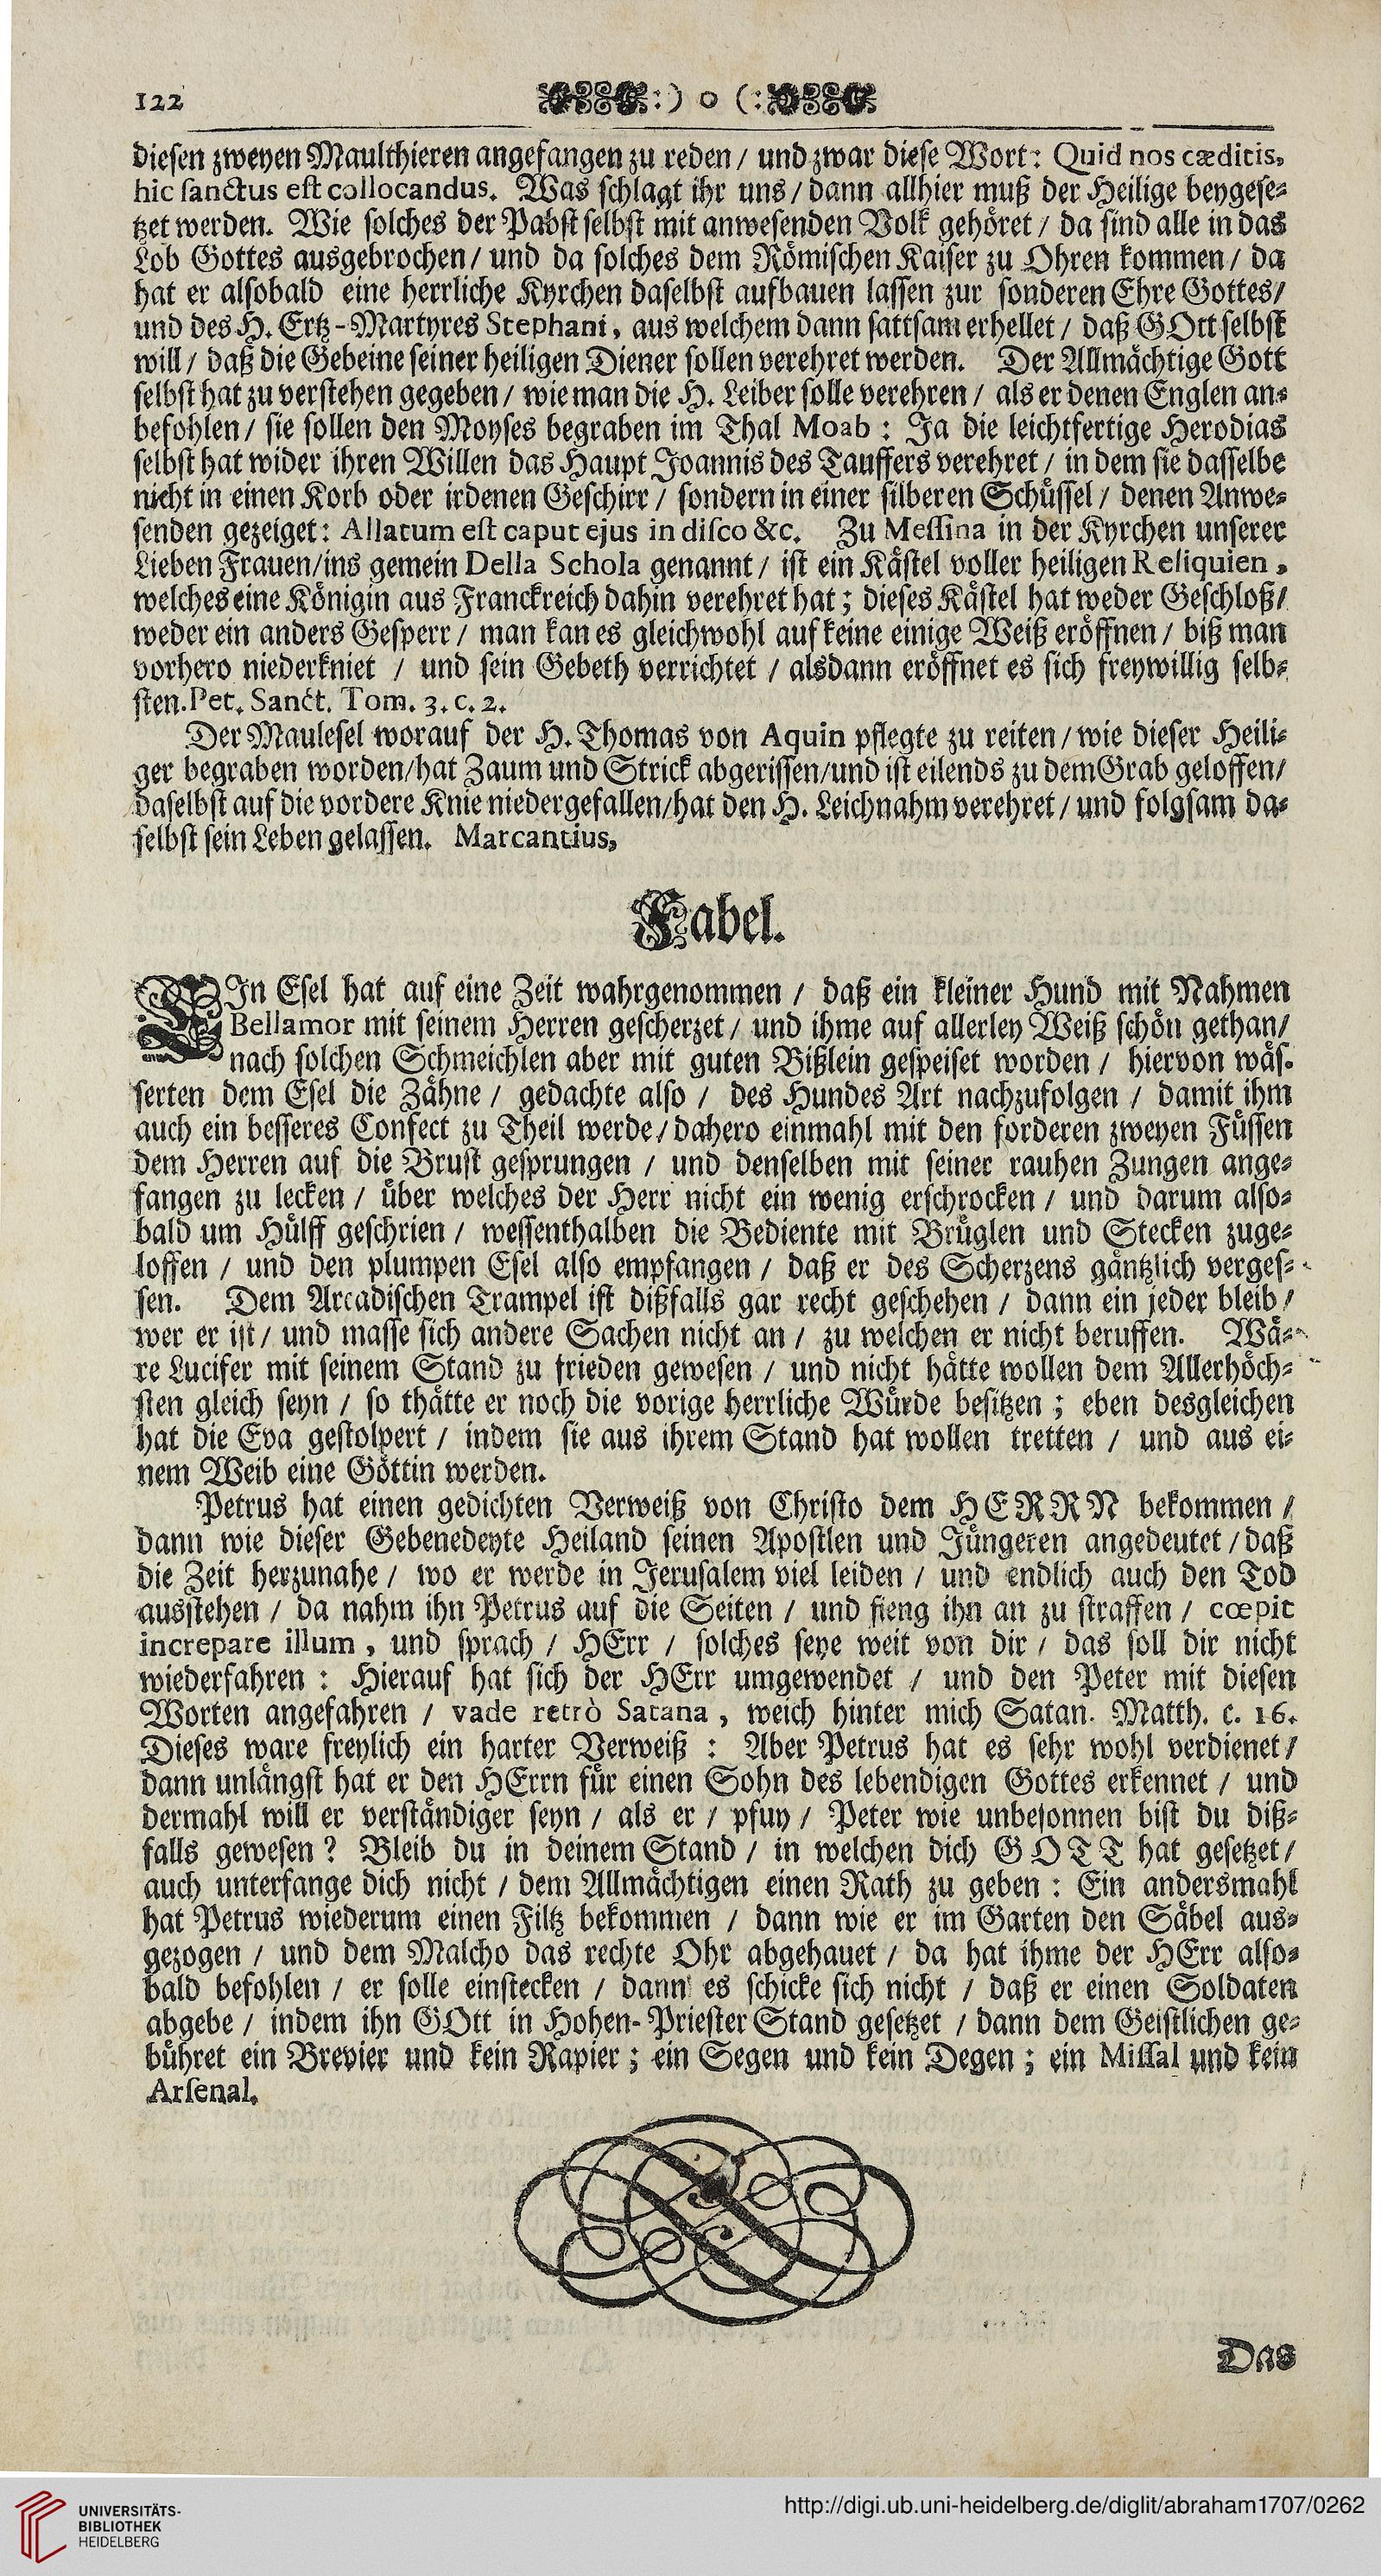 122 :) o (:
diesen zweyen Maulthieren angefangen zu reden / und zwar diese Wort: Quid nos cæditis,
hic sanctus est collocandus. Was schlagt ihr uns / dann allhier muß der Heilige beygese-
tzet werden. Wie solches der Pabst selbst mit anwesenden Volk gehöret / da sind alle in das
Lob Gottes ausgebrochen / und da solches dem Römischen Kaiser zu Ohren kommen / da
hat er alsobald eine herrliche Kyrchen daselbst aufbauen lassen zur sonderen Ehre Gottes /
und des H. Ertz-Martyres Stephani, aus welchem dann sattsam erhellet / daß GOtt selbst
will / daß die Gebeine seiner heiligen Diener sollen verehret werden. Der Allmächtige Gott
selbst hat zu verstehen gegeben / wie man die H. Leiber solle verehren / als er denen Englen an-
befohlen / sie sollen den Moyses begraben im Thal Moab : Ja die leichtfertige Herodias
selbst hat wider ihren Willen das Haupt Joannis des Tauffers verehret / in dem sie dasselbe
nicht in einen Korb oder irdenen Geschirr / sondern in einer silberen Schüssel / denen Anwe-
senden gezeiget: Allatum est caput ejus in disco &c. Zu Messina in der Kyrchen unserer
Lieben Frauen / ins gemein Della Schola genannt / ist ein Kästel voller heiligen Reliquien,
welches eine Königin aus Franckreich dahin verehret hat ; dieses Kästel hat weder Geschloß /
weder ein anders Gesperr / man kan es gleichwohl auf keine einige Weiß eröffnen / biß man
vorhero niederkniet / und sein Gebeth verrichtet / alsdann eröffnet es sich freywillig selb-
sten. Pet. Sanct. Tom. 3. c. 2.
Der Maulesel worauf der H. Thomas von Aquin pflegte zu reiten / wie dieser Heili-
ger begraben worden / hat Zaum und Strick abgerissen / und ist eilends zu dem Grab geloffen /
daselbst auf die vordere Knie niedergefallen / hat den H. Leichnahm verehret / und folgsam da-
selbst sein Leben gelassen. Marcantius,
Fabel.
EIn Esel hat auf eine Zeit wahrgenommen / daß ein kleiner Hund mit Nahmen
Bellamor mit seinem Herren gescherzet / und ihme auf allerley Weiß schön gethan /
nach solchen Schmeichlen aber mit guten Bißlein gespeiset worden / hiervon wäs-
serten dem Esel die Zähne / gedachte also / des Hundes Art nachzufolgen / damit ihm
auch ein besseres Confect zu Theil werde / dahero einmahl mit den forderen zweyen Füssen
dem Herren auf die Brust gesprungen / und denselben mit seiner rauhen Zungen ange-
fangen zu lecken / über welches der Herr nicht ein wenig erschrocken / und darum also-
bald um Hülff geschrien / wessenthalben die Bediente mit Brüglen und Stecken zuge-
loffen / und den plumpen Esel also empfangen / daß er des Scherzens gäntzlich verges-
sen. Dem Arcadischen Trampel ist dißfalls gar recht geschehen / dann ein jeder bleib /
wer er ist / und masse sich andere Sachen nicht an / zu welchen er nicht beruffen. Wä-
re Lucifer mit seinem Stand zu frieden gewesen / und nicht hätte wollen dem Allerhöch-
sten gleich seyn / so thätte er noch die vorige herrliche Würde besitzen ; eben desgleichen
hat die Eva gestolpert / indem sie aus ihrem Stand hat wollen tretten / und aus ei-
nem Weib eine Göttin werden.
Petrus hat einen gedichten Verweiß von Christo dem HERRN bekommen /
dann wie dieser Gebenedeyte Heiland seinen Apostlen und Jüngeren angedeutet / daß
die Zeit herzunahe / wo er werde in Jerusalem viel leiden / und endlich auch den Tod
ausstehen / da nahm ihn Petrus auf die Seiten / und fieng ihn an zu straffen / cœpit
increpare illum, und sprach / HErr / solches seye weit von dir / das soll dir nicht
wiederfahren : Hierauf hat sich der HErr umgewendet / und den Peter mit diesen
Worten angefahren / vade retrò Satana, weich hinter mich Satan. Matth. c. 16.
Dieses ware freylich ein harter Verweiß : Aber Petrus hat es sehr wohl verdienet /
dann unlängst hat er den HErrn für einen Sohn des lebendigen Gottes erkennet / und
dermahl will er verständiger seyn / als er / pfuy / Peter wie unbesonnen bist du diß-
falls gewesen ? Bleib du in deinem Stand / in welchen dich GOTT hat gesetzet /
auch unterfange dich nicht / dem Allmächtigen einen Rath zu geben : Ein andersmahl
hat Petrus wiederum einen Filtz bekommen / dann wie er im Garten den Säbel aus-
gezogen / und dem Malcho das rechte Ohr abgehauet / da hat ihme der HErr also-
bald befohlen / er solle einstecken / dann es schicke sich nicht / daß er einen Soldaten
abgebe / indem ihn GOtt in Hohen-Priester Stand gesetzet / dann dem Geistlichen ge-
bühret ein Brevier und kein Rapier ; ein Segen und kein Degen ; ein Missal und kein
Arsenal.
Das
UNIVERSITÄTS-
BIBLIOTHEK
HEIDELBERG
http://digi.ub.uni-heidelberg.de/diglit/abraham1707/0262